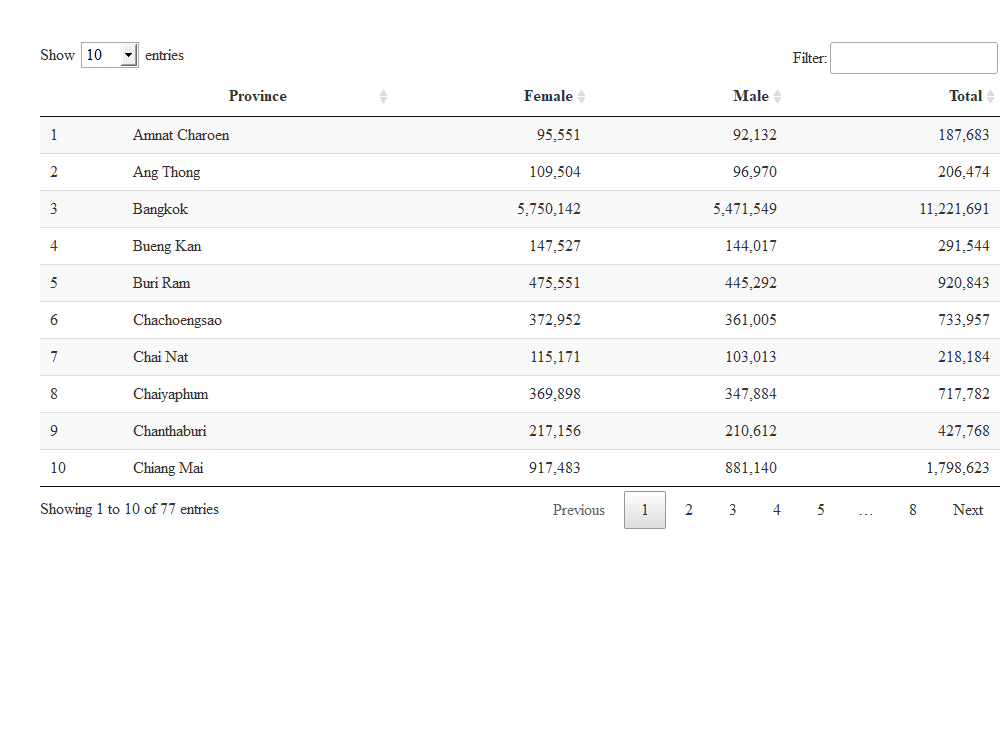 Show 10 entries Filter:
Province Female Male Total
1 Amnat Charoen 95,551 92,132 187,683
2 Ang Thong 109,504 96,970 206,474
3 Bangkok 5,750,142 5,471,549 11,221,691
4 Bueng Kan 147,527 144,017 291,544
5 Buri Ram 475,551 445,292 920,843
6 Chachoengsao 372,952 361,005 733,957
7 Chai Nat 115,171 103,013 218,184
8 Chaiyaphum 369,898 347,884 717,782
9 Chanthaburi 217,156 210,612 427,768
10 Chiang Mai 917,483 881,140 1,798,623
Showing 1 to 10 of 77 entries Previous 1 2 3 4 5 … 8 Next